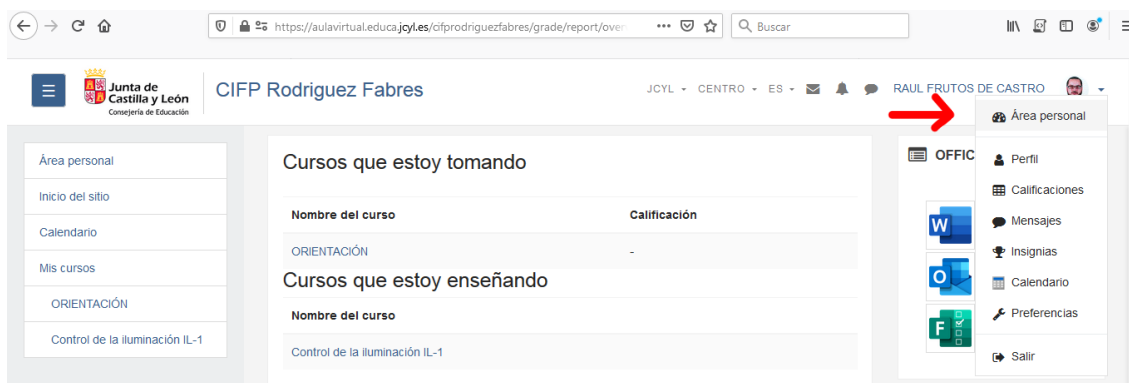 https://aulavirtual.educa.jcyl.es/cifprodriguezfabres/grade/report/over
Buscar
Junta de
Castilla y León
Consejería de Educación
CIFP Rodriguez Fabres
JCYL CENTRO ES RAUL FRUTOS DE CASTRO
Área personal
Inicio del sitio
Calendario
Mis cursos
ORIENTACIÓN
Control de la iluminación IL-1
Cursos que estoy tomando
Nombre del curso Calificación
ORIENTACIÓN -
Cursos que estoy enseñando
Nombre del curso
Control de la iluminación IL-1
OFFIC
W
O
F
Área personal
Perfil
Calificaciones
Mensajes
Insignias
Calendario
Preferencias
Salir